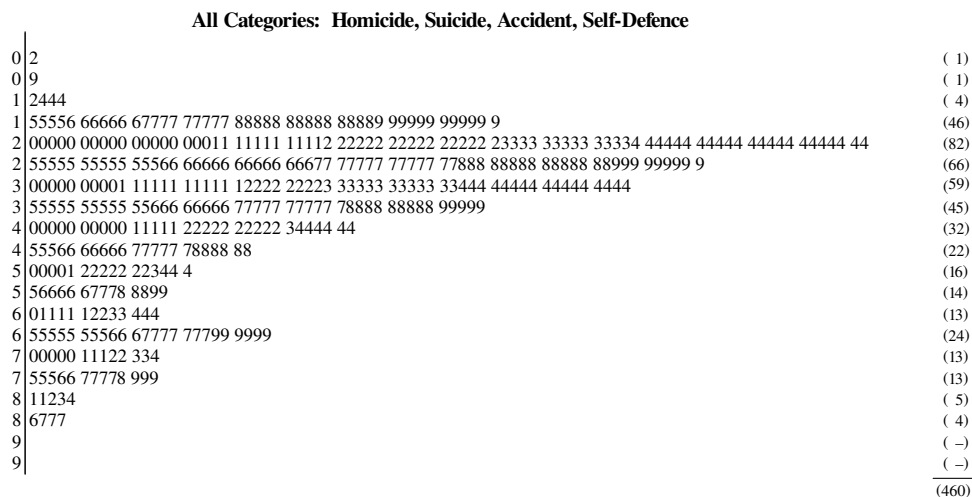 All Categories: Homicide, Suicide, Accident, Self-Defence
0 2 ( 1)
0 9 ( 1)
1 2444 ( 4)
1 55556 66666 67777 77777 88888 88888 88889 99999 99999 9 (46)
2 00000 00000 00000 00011 11111 11112 22222 22222 22222 23333 33333 33334 44444 44444 44444 44444 44 (82)
2 55555 55555 55566 66666 66666 66677 77777 77777 77888 88888 88888 88999 99999 9 (66)
3 00000 00001 11111 11111 12222 22223 33333 33333 33444 44444 44444 4444 (59)
3 55555 55555 55666 66666 77777 77777 78888 88888 99999 (45)
4 00000 00000 11111 22222 22222 34444 44 (32)
4 55566 66666 77777 78888 88 (22)
5 00001 22222 22344 4 (16)
5 56666 67778 8899 (14)
6 01111 12233 444 (13)
6 55555 55566 67777 77799 9999 (24)
7 00000 11122 334 (13)
7 55566 77778 999 (13)
8 11234 ( 5)
8 6777 ( 4)
9 ( –)
9 ( –)
(460)